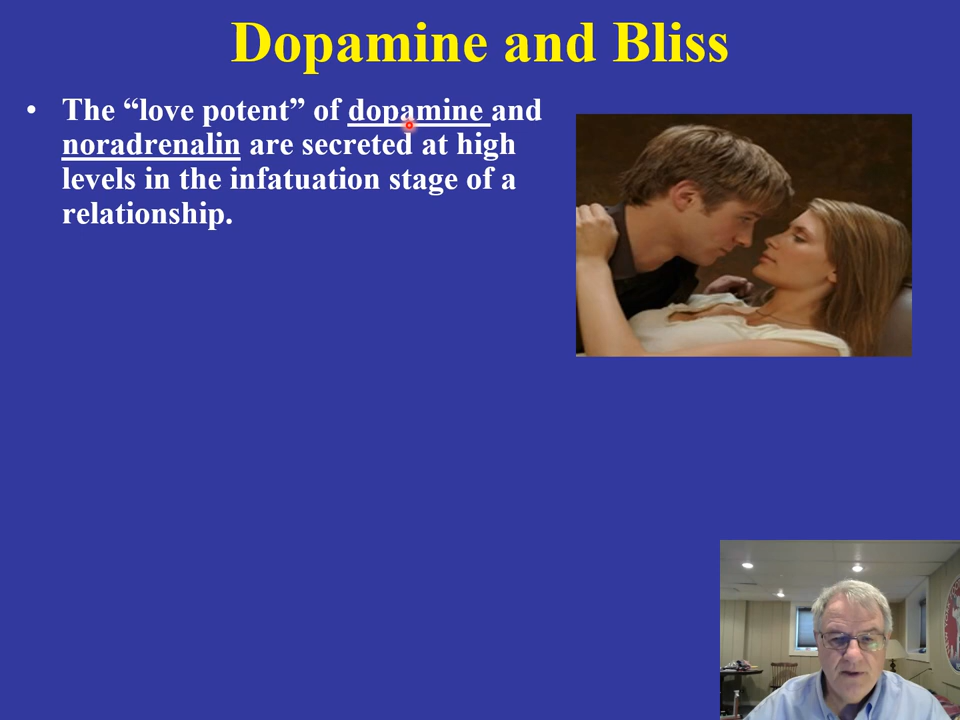 Dopamine and Bliss
• The “love potent” of dopamine and
noradrenalin are secreted at high
levels in the infatuation stage of a
relationship.